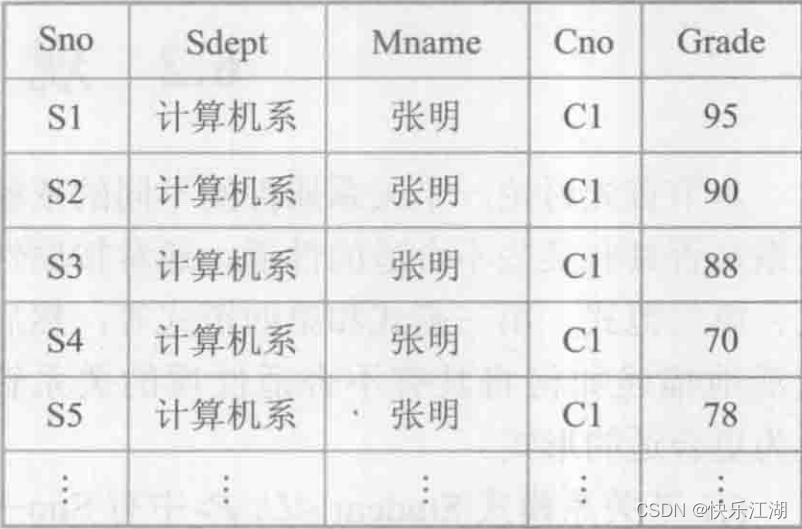 Sno Sdept Mname Cno Grade
S1 计算机系 张明 C1 95
S2 计算机系 张明 C1 90
S3 计算机系 张明 C1 88
S4 计算机系 张明 C1 70
S5 计算机系 张明 C1 78
⋮ ⋮ ⋮ ⋮ ⋮
CSDN @快乐江湖